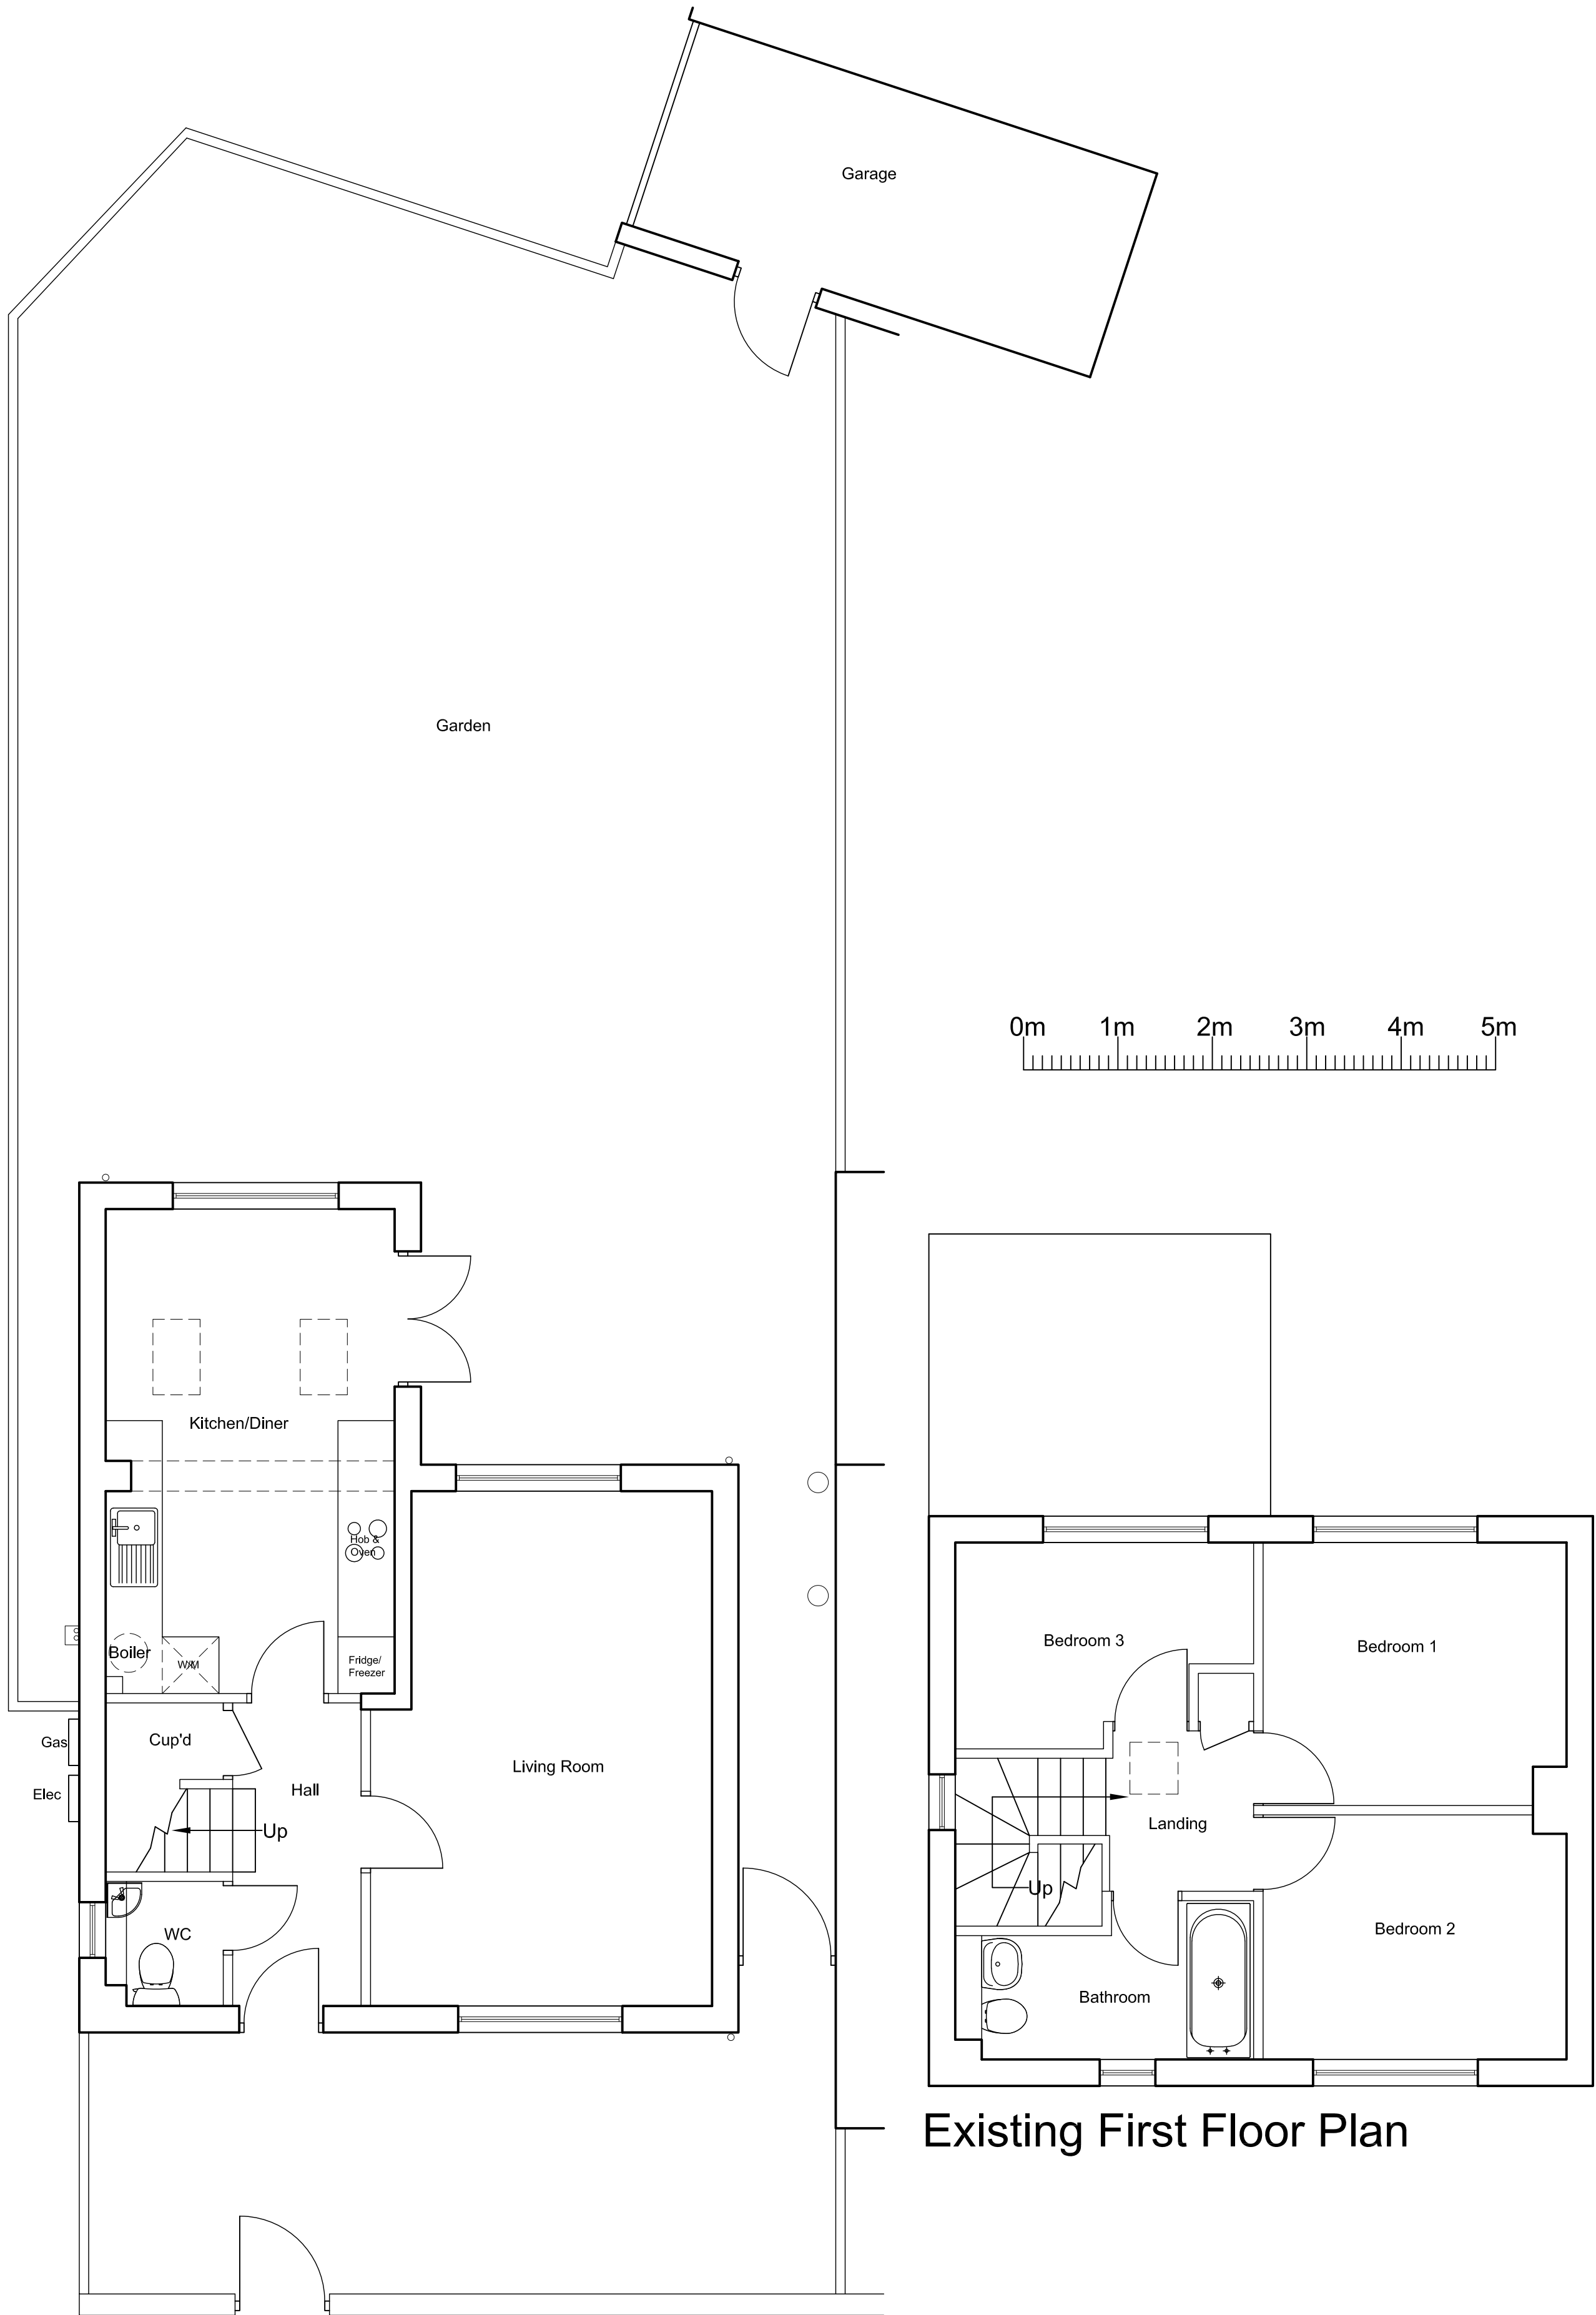 Garage
Garden
0m 1m 2m 3m 4m 5m
Kitchen/Diner
Hob &
Oven
Boiler
W/M
Fridge/
Freezer
Gas
Cup'd
Elec
Hall
Living Room
Up
WC
Bedroom 3
Bedroom 1
Landing
Up
Bedroom 2
Bathroom
Existing First Floor Plan